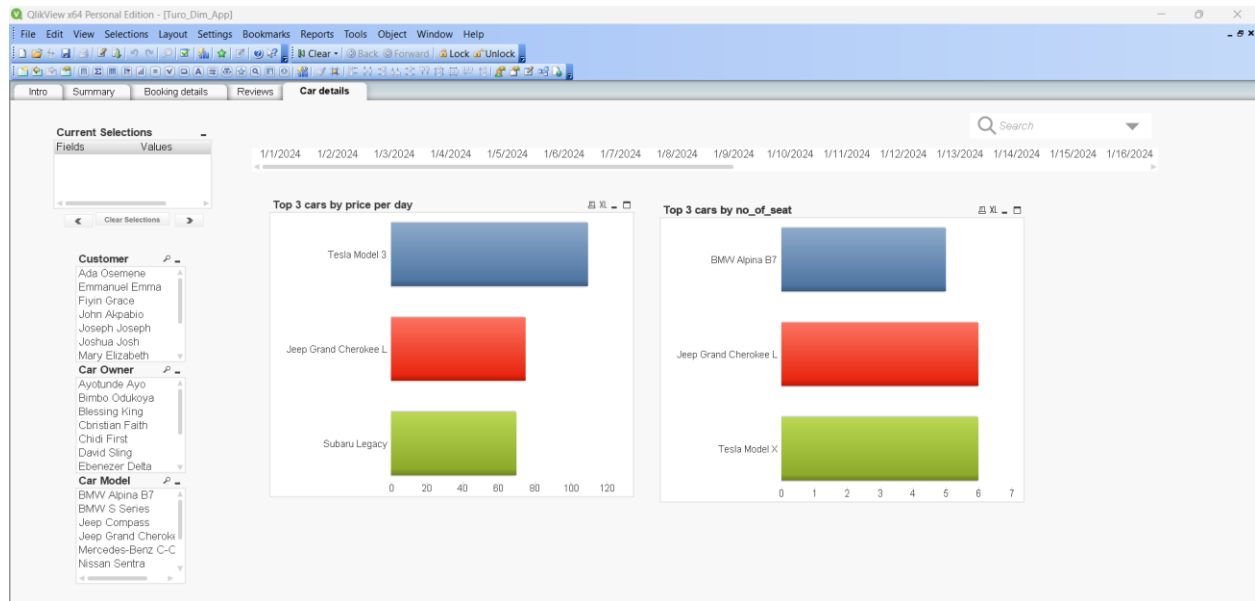 QlikView x64 Personal Edition - [Turo_Dim_App]
File Edit View Selections Layout Settings Bookmarks Reports Tools Object Window Help
Clear Back Forward Lock Unlock
Intro Summary Booking details Reviews Car details
Search
Current Selections
Fields Values
1/1/2024 1/2/2024 1/3/2024 1/4/2024 1/5/2024 1/6/2024 1/7/2024 1/8/2024 1/9/2024 1/10/2024 1/11/2024 1/12/2024 1/13/2024 1/14/2024 1/15/2024 1/16/2024
Clear Selections
Customer
Ada Osemene
Emmanuel Emma
Fiyin Grace
John Akpabio
Joseph Joseph
Joshua Josh
Mary Elizabeth
Car Owner
Ayotunde Ayo
Bimbo Odukoya
Blessing King
Christian Faith
Chidi First
David Sling
Ebenezer Delta
Car Model
BMW Alpina B7
BMW S Series
Jeep Compass
Jeep Grand Cheroke
Mercedes-Benz C-C
Nissan Sentra
Top 3 cars by price per day XL
Tesla Model 3
Jeep Grand Cherokee L
Subaru Legacy
0 20 40 60 80 100 120
Top 3 cars by no_of_seat XL
BMW Alpina B7
Jeep Grand Cherokee L
Tesla Model X
0 1 2 3 4 5 6 7